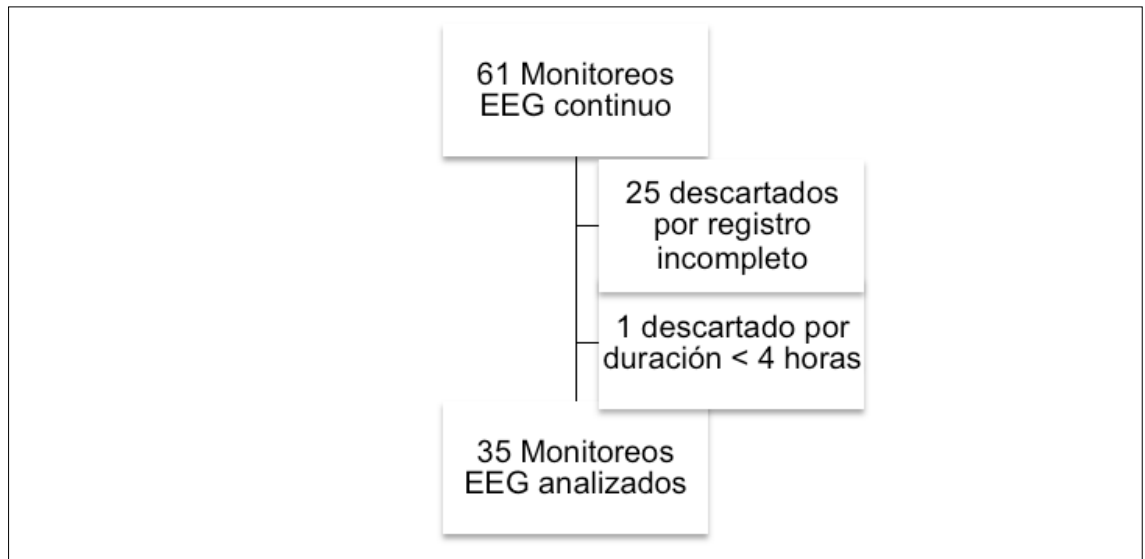 61 Monitoreos
EEG continuo
25 descartados
por registro
incompleto
1 descartado por
duración < 4 horas
35 Monitoreos
EEG analizados